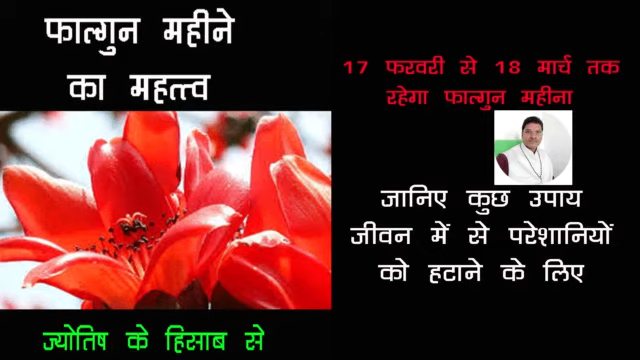 फाल्गुन महीने
का महत्त्व
ज्योतिष के हिसाब से
17 फरवरी से 18 मार्च तक
रहेगा फाल्गुन महीना
जानिए कुछ उपाय
जीवन में से परेशानियों
को हटाने के लिए